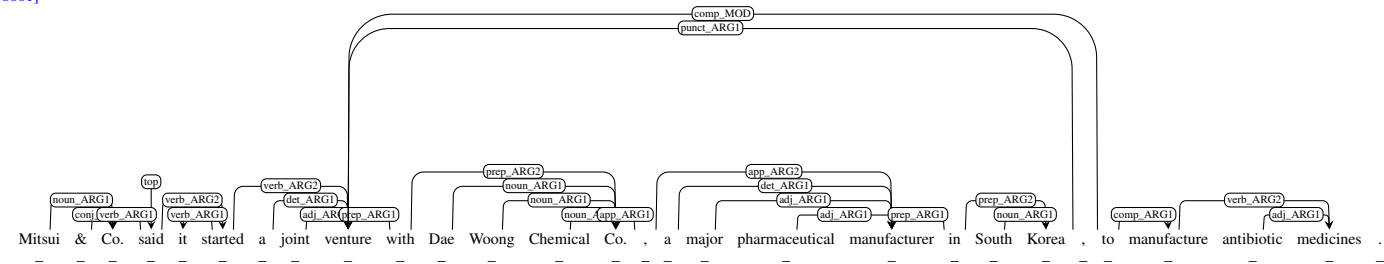 comp_MOD
punct_ARG1
prep_ARG2 app_ARG2
top verb_ARG2 noun_ARG1 det_ARG1
noun_ARG1 verb_ARG2 det_ARG1 noun_ARG1 adj_ARG1 prep_ARG2 verb_ARG2
conj verb_ARG1 verb_ARG1 prep_ARG1 app_ARG1 adj_ARG1 prep_ARG1 noun_ARG1 comp_ARG1 adj_ARG1
Mitsui & Co. said it started a joint venture with Dae Woong Chemical Co. , a major pharmaceutical manufacturer in South Korea , to manufacture antibiotic medicines .